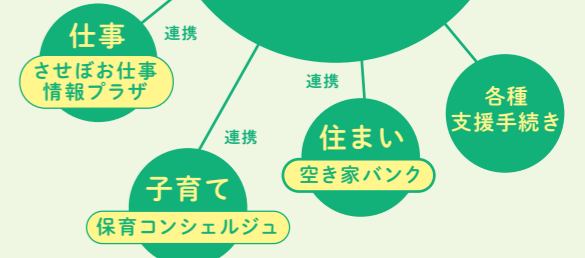 仕事
させぼお仕事
情報プラザ
連携
連携
子育て
保育コンシェルジュ
連携
住まい
空き家バンク
各種
支援手続き